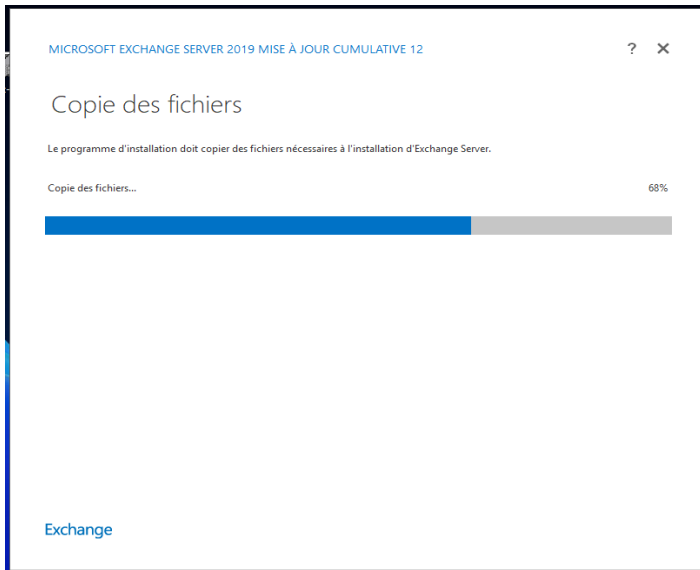 MICROSOFT EXCHANGE SERVER 2019 MISE À JOUR CUMULATIVE 12
?
Copie des fichiers
Le programme d'installation doit copier des fichiers nécessaires à l'installation d'Exchange Server.
Copie des fichiers... 68%
Exchange